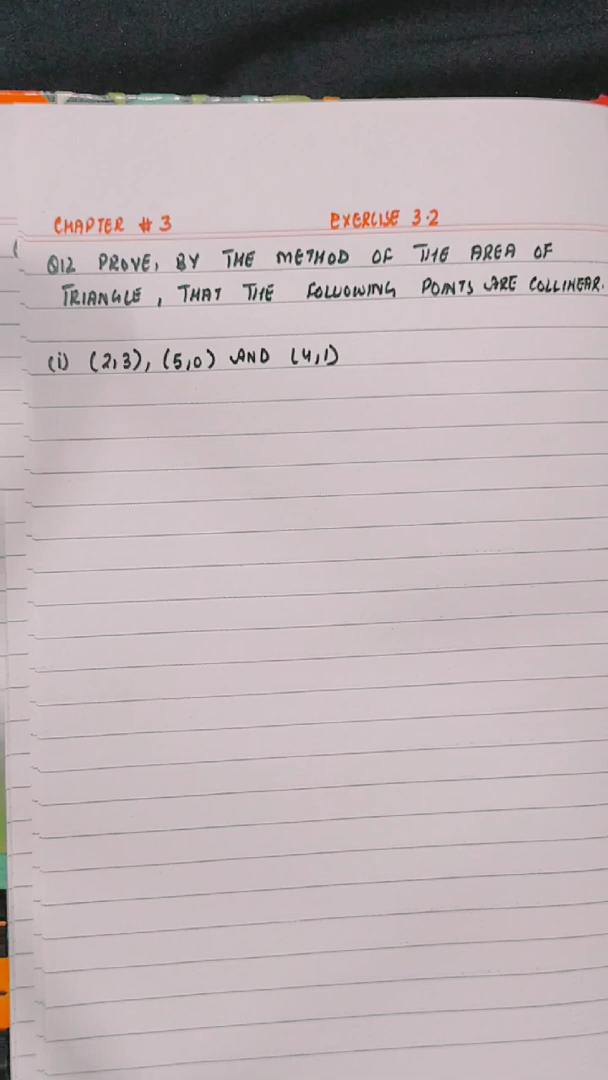 CHAPTER # 3 EXERCISE 3.2
Q12 PROVE, BY THE METHOD OF THE AREA OF
TRIANGLE, THAT THE FOLLOWING POINTS ARE COLLINEAR.
(i) (2,3), (5,0) AND (4,1)